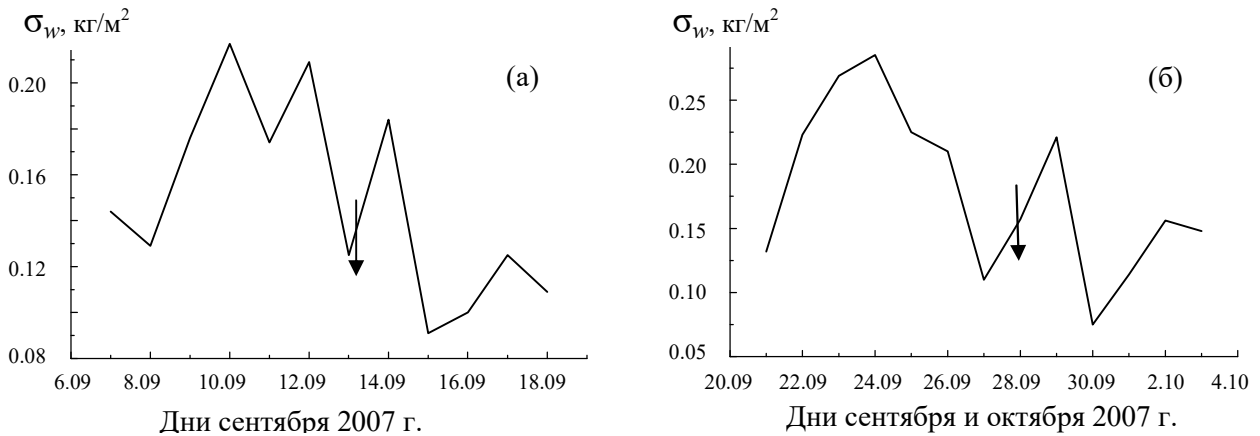 σw, кг/м2
(а)
0.20
0.16
0.12
0.08
6.09 8.09 10.09 12.09 14.09 16.09 18.09
Дни сентября 2007 г.
σw, кг/м2
(б)
0.25
0.20
0.15
0.10
0.05
20.09 22.09 24.09 26.09 28.09 30.09 2.10 4.10
Дни сентября и октября 2007 г.